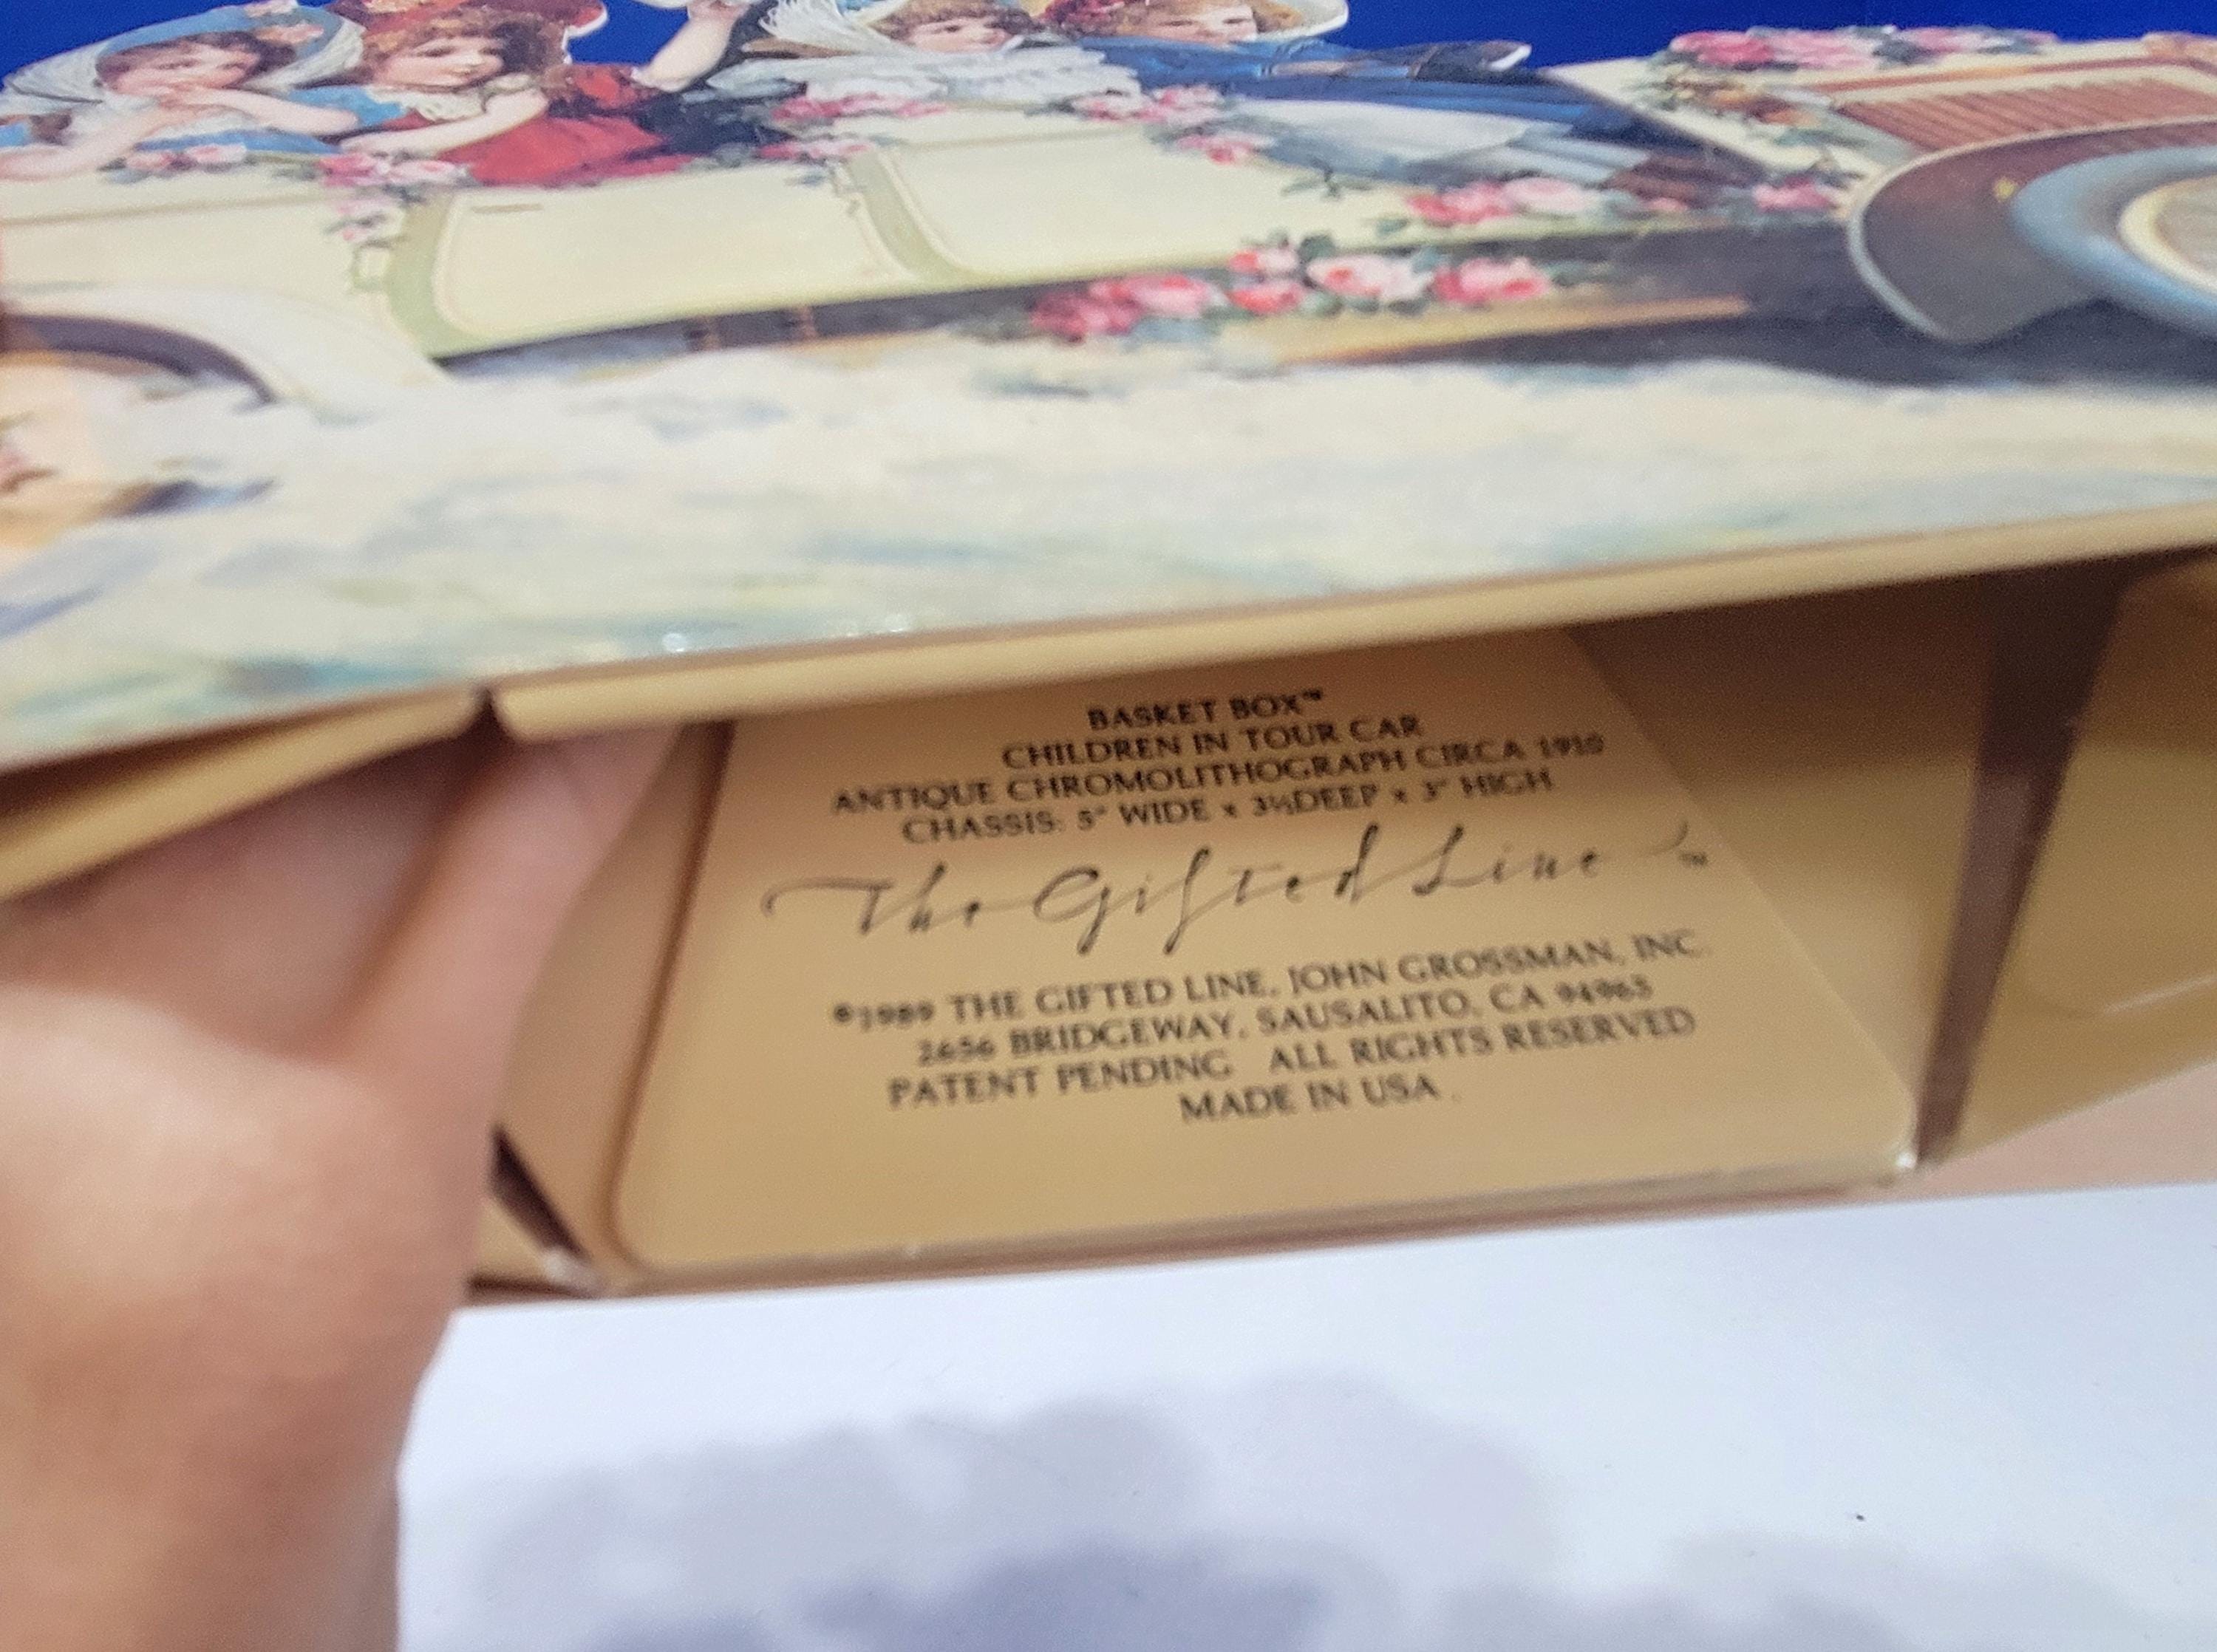 BASKET BOX™
CHILDREN IN TOUR CAR
ANTIQUE CHROMOLITHOGRAPH CIRCA 1910
CHASSIS: 5" WIDE x 3½DEEP x 3" HIGH
The Gifted Line ™
©1989 THE GIFTED LINE, JOHN GROSSMAN, INC.
2656 BRIDGEWAY, SAUSALITO, CA 94965
PATENT PENDING ALL RIGHTS RESERVED
MADE IN USA